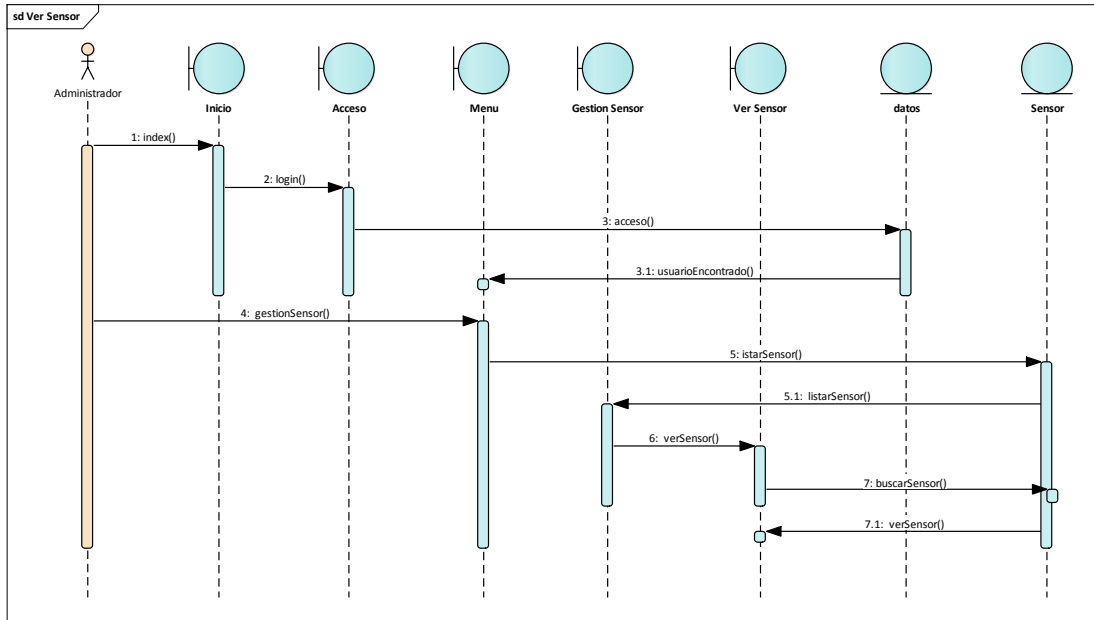 sd Ver Sensor
Administrador
Inicio
Acceso
Menu
Gestion Sensor
Ver Sensor
datos
Sensor
1: index()
2: login()
3: acceso()
3.1: usuarioEncontrado()
4: gestionSensor()
5: istarSensor()
5.1: listarSensor()
6: verSensor()
7: buscarSensor()
7.1: verSensor()